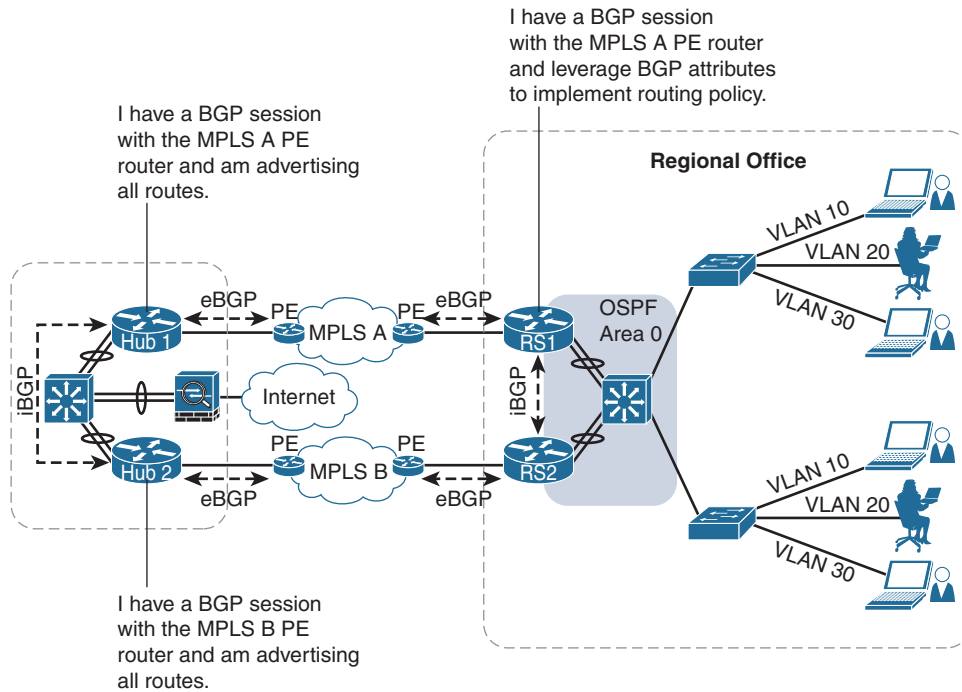 I have a BGP session
with the MPLS A PE router
and leverage BGP attributes
to implement routing policy.
I have a BGP session
with the MPLS A PE
router and am advertising
all routes.
Regional Office
VLAN 10
VLAN 20
VLAN 30
OSPF
Area 0
eBGP
PE
MPLS A
PE
eBGP
Hub 1
RS1
iBGP
Internet
iBGP
Hub 2
PE
MPLS B
PE
RS2
eBGP
eBGP
VLAN 10
VLAN 20
VLAN 30
I have a BGP session
with the MPLS B PE
router and am advertising
all routes.